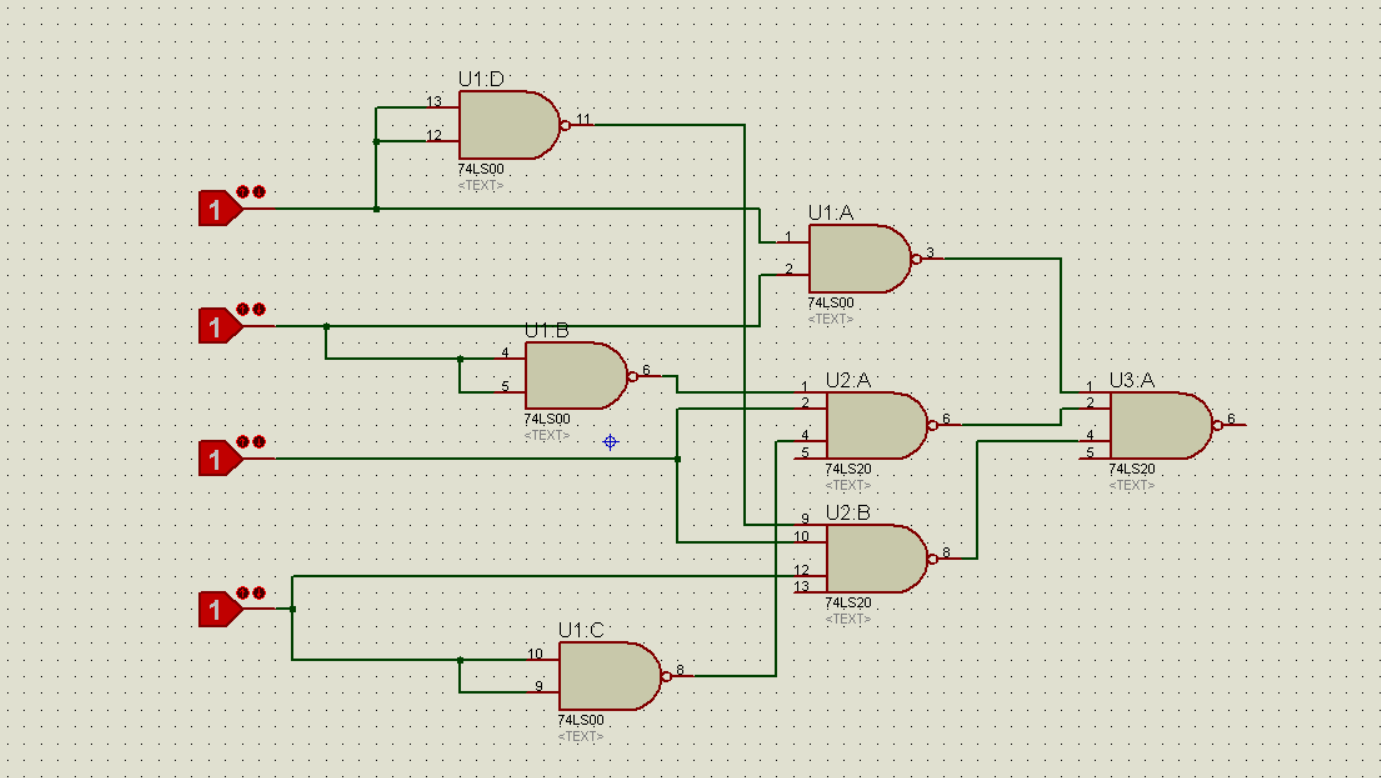 U1:D
13
12
11
74LS00
<TEXT>
1
U1:A
1
2
3
74LS00
<TEXT>
1
U1:B
4
5
6
74LS00
<TEXT>
U2:A
1
2
4
5
6
74LS20
<TEXT>
U3:A
1
2
4
5
6
74LS20
<TEXT>
1
U2:B
9
10
12
13
8
74LS20
<TEXT>
1
U1:C
10
9
8
74LS00
<TEXT>